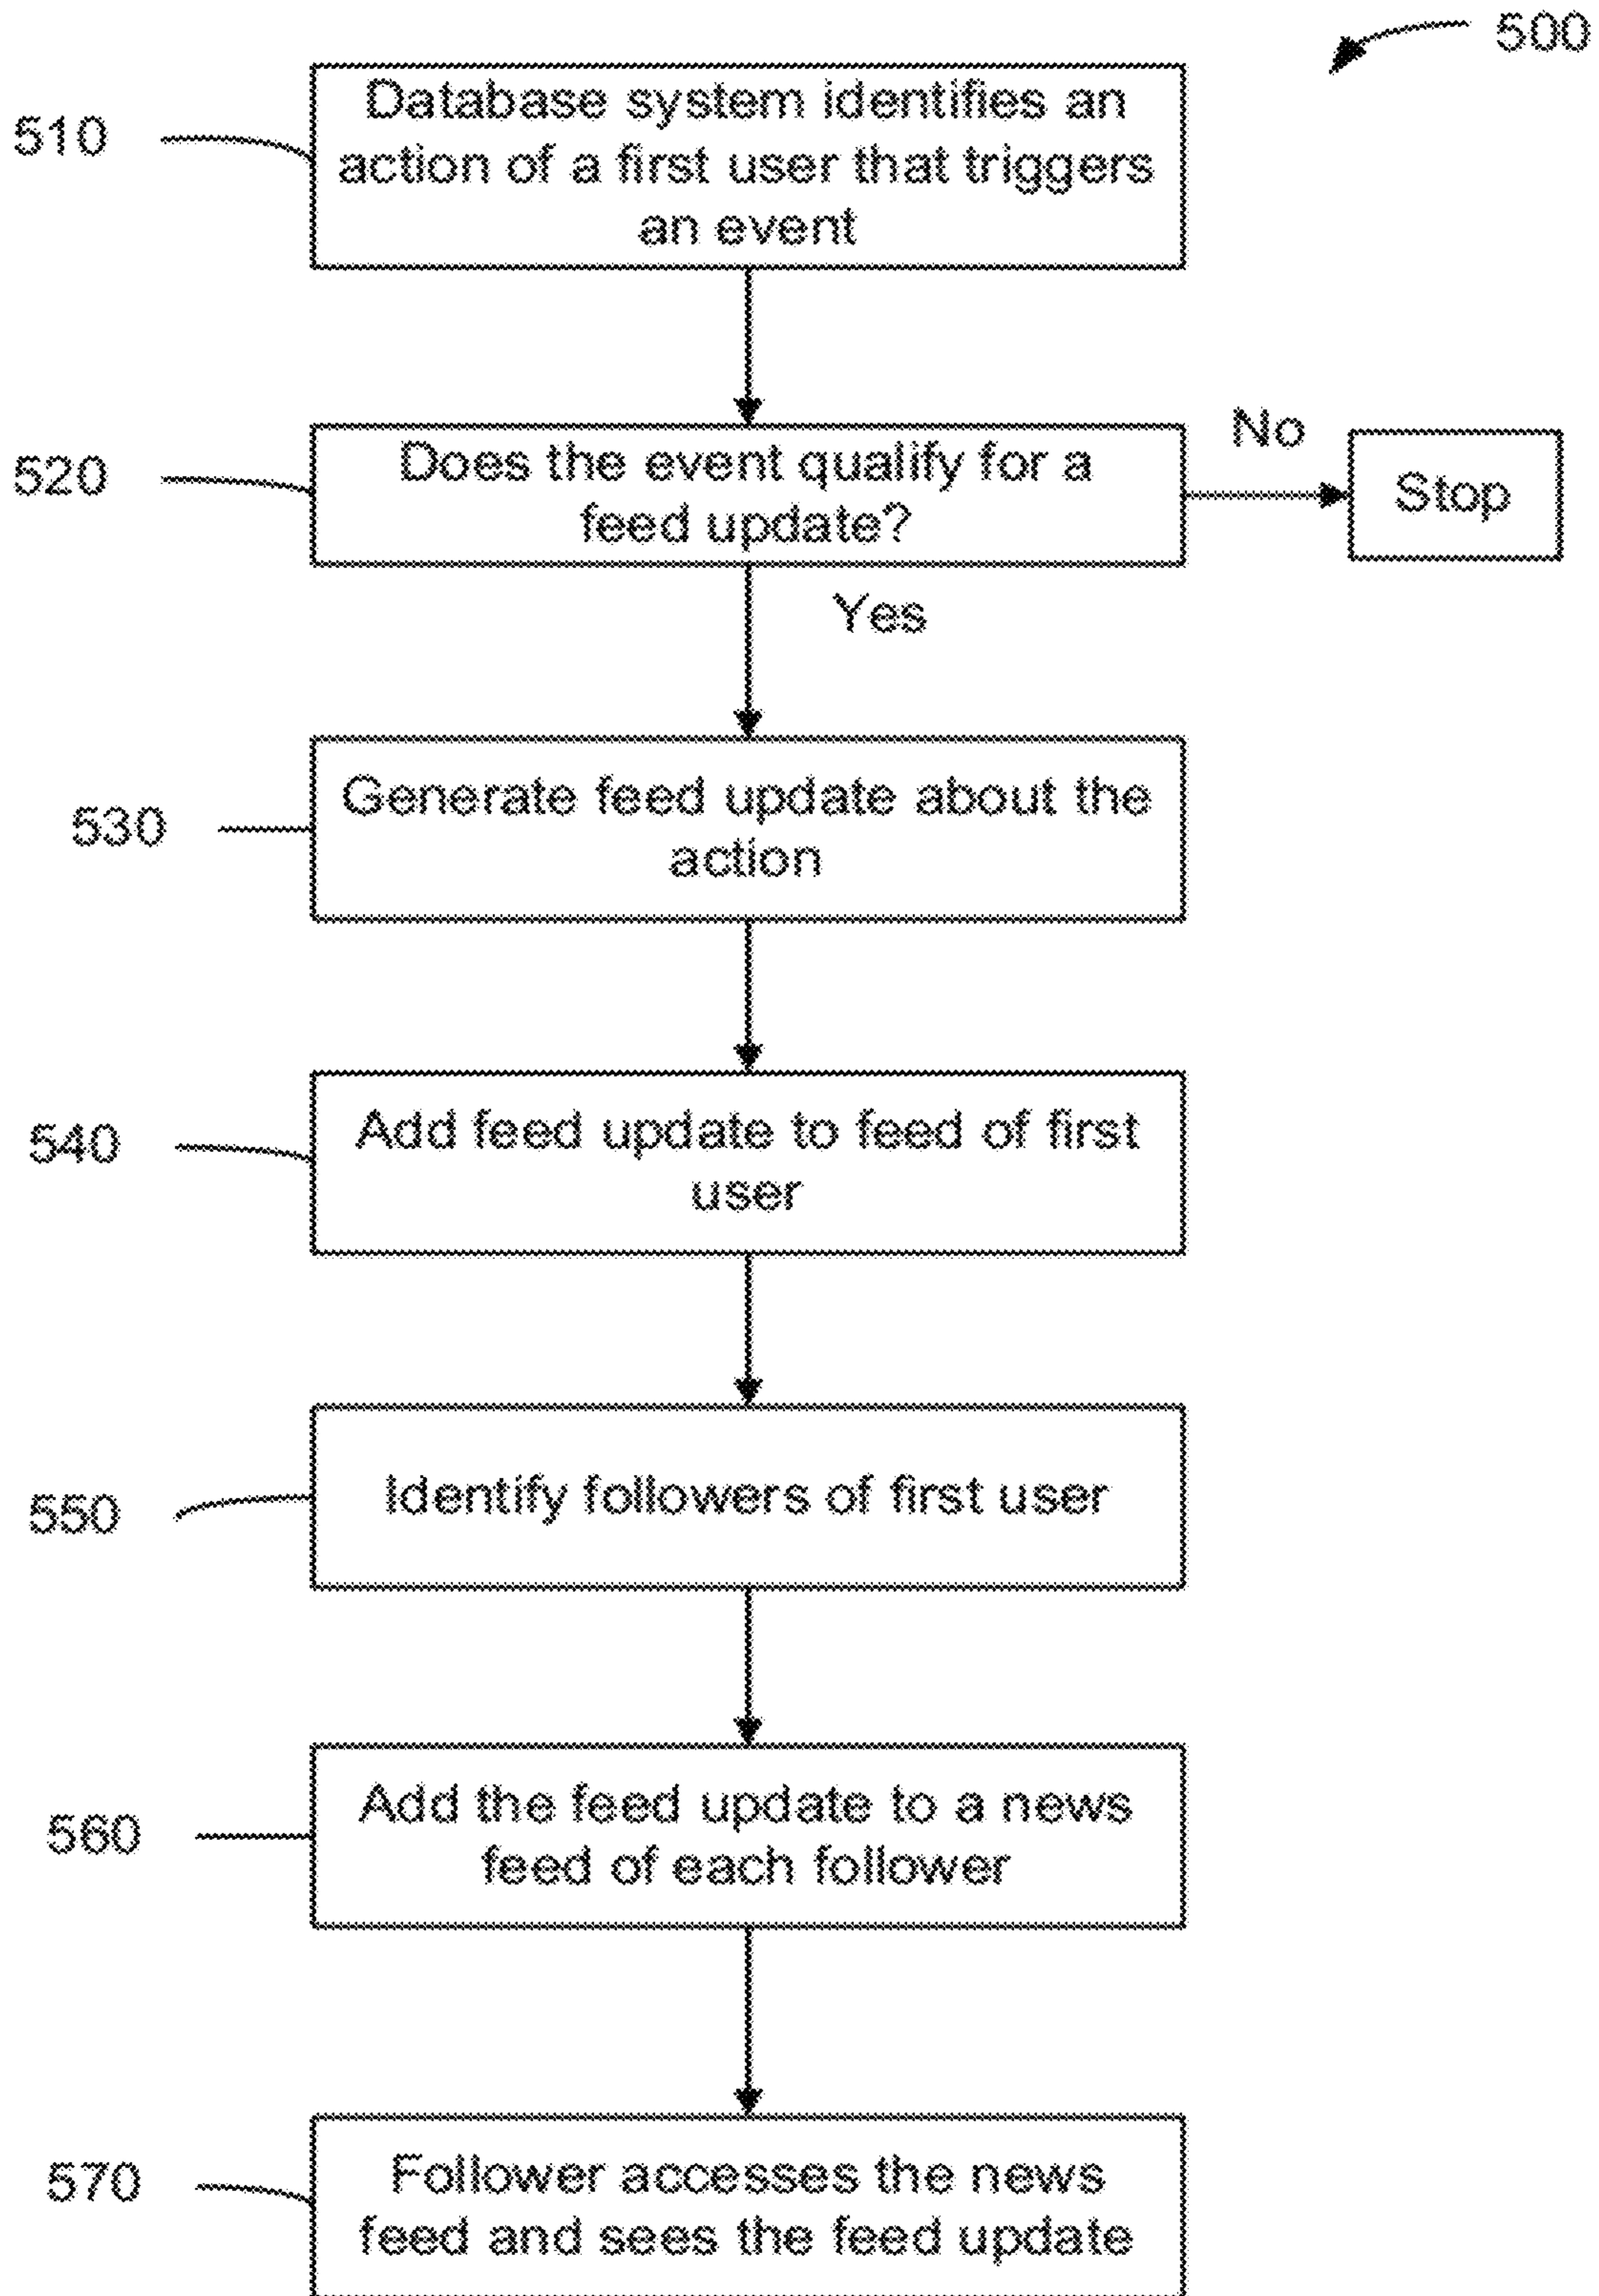 500
510
Database system identifies an
action of a first user that triggers
an event
520
Does the event qualify for a
feed update?
No
Stop
Yes
530
Generate feed update about the
action
540
Add feed update to feed of first
user
550
Identify followers of first user
560
Add the feed update to a news
feed of each follower
570
Follower accesses the news
feed and sees the feed update